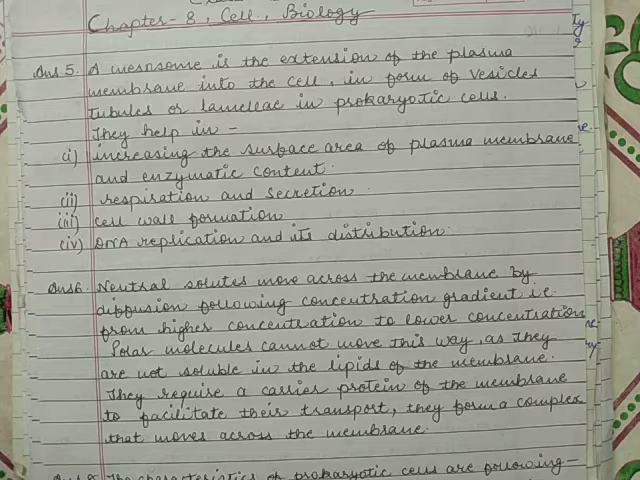 Chapter - 8, Cell, Biology
Ans 5. A mesosome is the extension of the plasma
membrane into the cell, in form of vesicles
tubules or lamellae in prokaryotic cells.
They help in -
(i) increasing the surface area of plasma membrane
and enzymatic content.
(ii) respiration and secretion.
(iii) cell wall formation
(iv) DNA replication and its distribution.
Ans 6. Neutral solutes move across the membrane by
diffusion following concentration gradient i.e.
from higher concentration to lower concentration
Polar molecules cannot move this way, as they
are not soluble in the lipids of the membrane.
They require a carrier protein of the membrane
to facilitate their transport, they form a complex
that moves across the membrane.
The characteristics of prokaryotic cells are following -